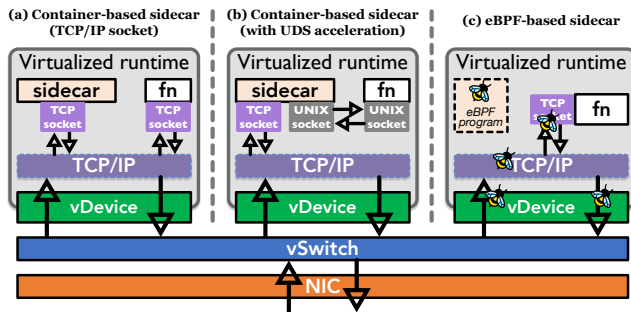 (a) Container-based sidecar
(TCP/IP socket)
Virtualized runtime
sidecar
fn
TCP
socket
TCP
socket
TCP/IP
vDevice
(b) Container-based sidecar
(with UDS acceleration)
Virtualized runtime
sidecar
fn
TCP
socket
UNIX
socket
UNIX
socket
TCP/IP
vDevice
(c) eBPF-based sidecar
Virtualized runtime
eBPF
program
TCP
socket
fn
TCP/IP
vDevice
vSwitch
NIC